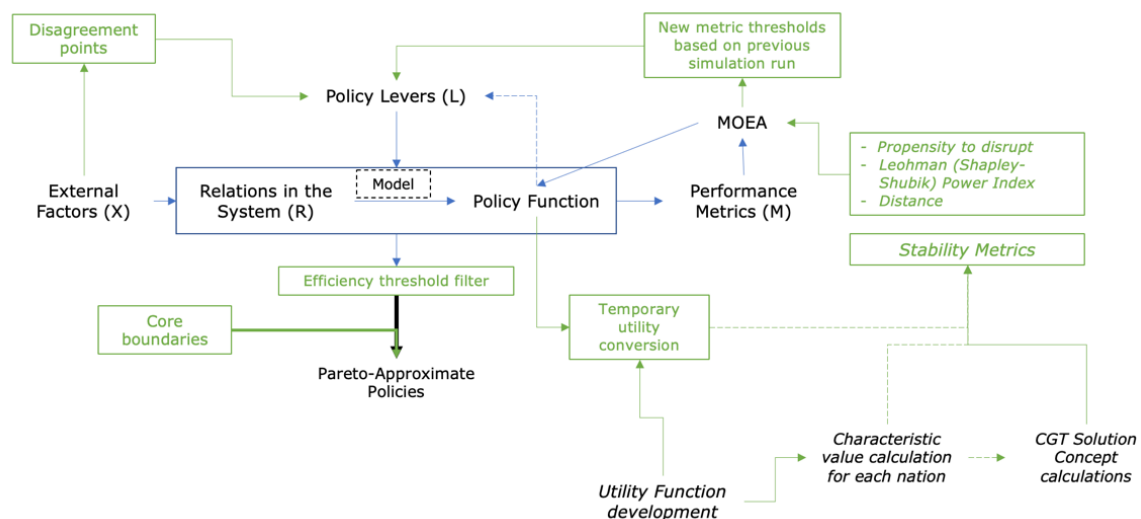 Disagreement
points
New metric thresholds
based on previous
simulation run
Policy Levers (L)
MOEA
- Propensity to disrupt
- Leohman (Shapley-
Shubik) Power Index
- Distance
External
Factors (X)
Relations in the
System (R)
Model
Policy Function
Performance
Metrics (M)
Stability Metrics
Efficiency threshold filter
Core
boundaries
Temporary
utility
conversion
Pareto-Approximate
Policies
Characteristic
value calculation
for each nation
CGT Solution
Concept
calculations
Utility Function
development